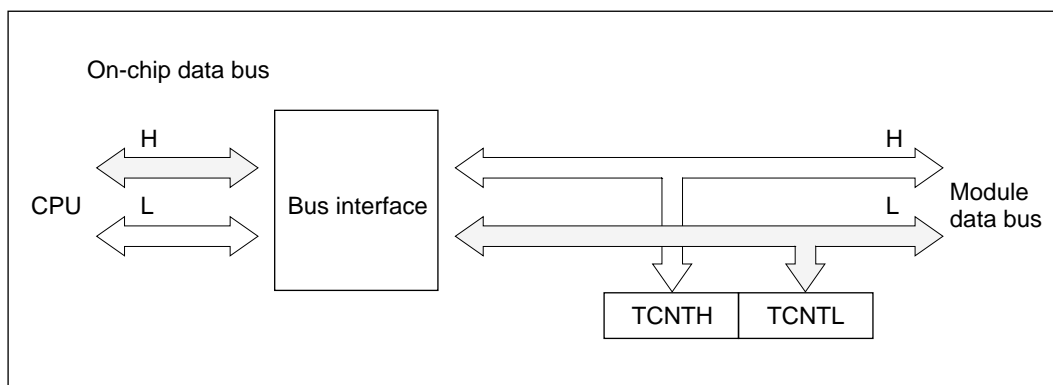 On-chip data bus
H
H
CPU
L
Bus interface
L
Module
data bus
TCNTH
TCNTL